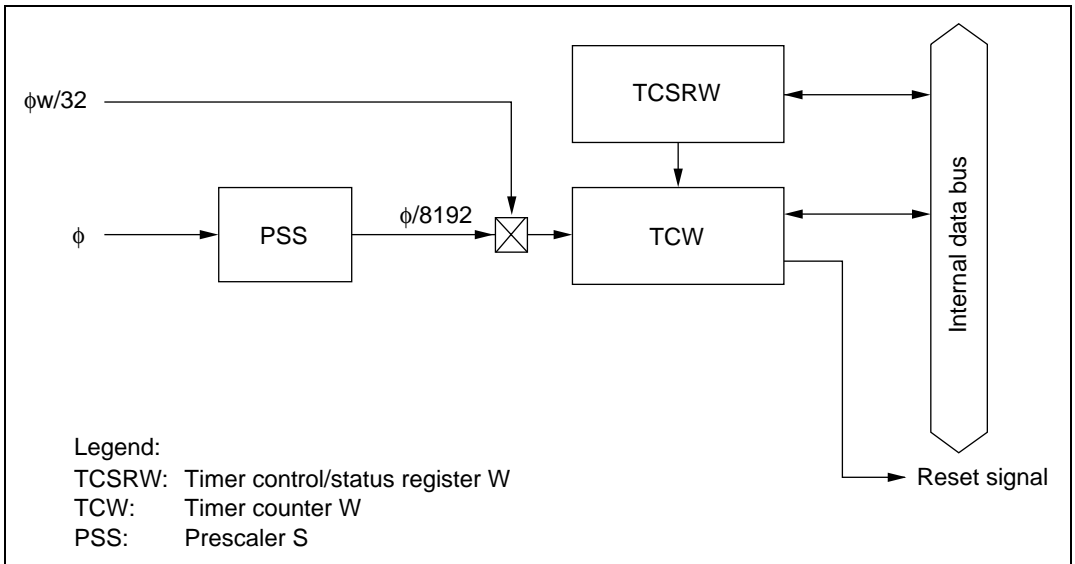 φw/32
TCSRW
φ
PSS
φ/8192
TCW
Internal data bus
Reset signal
Legend:
TCSRW: Timer control/status register W
TCW: Timer counter W
PSS: Prescaler S